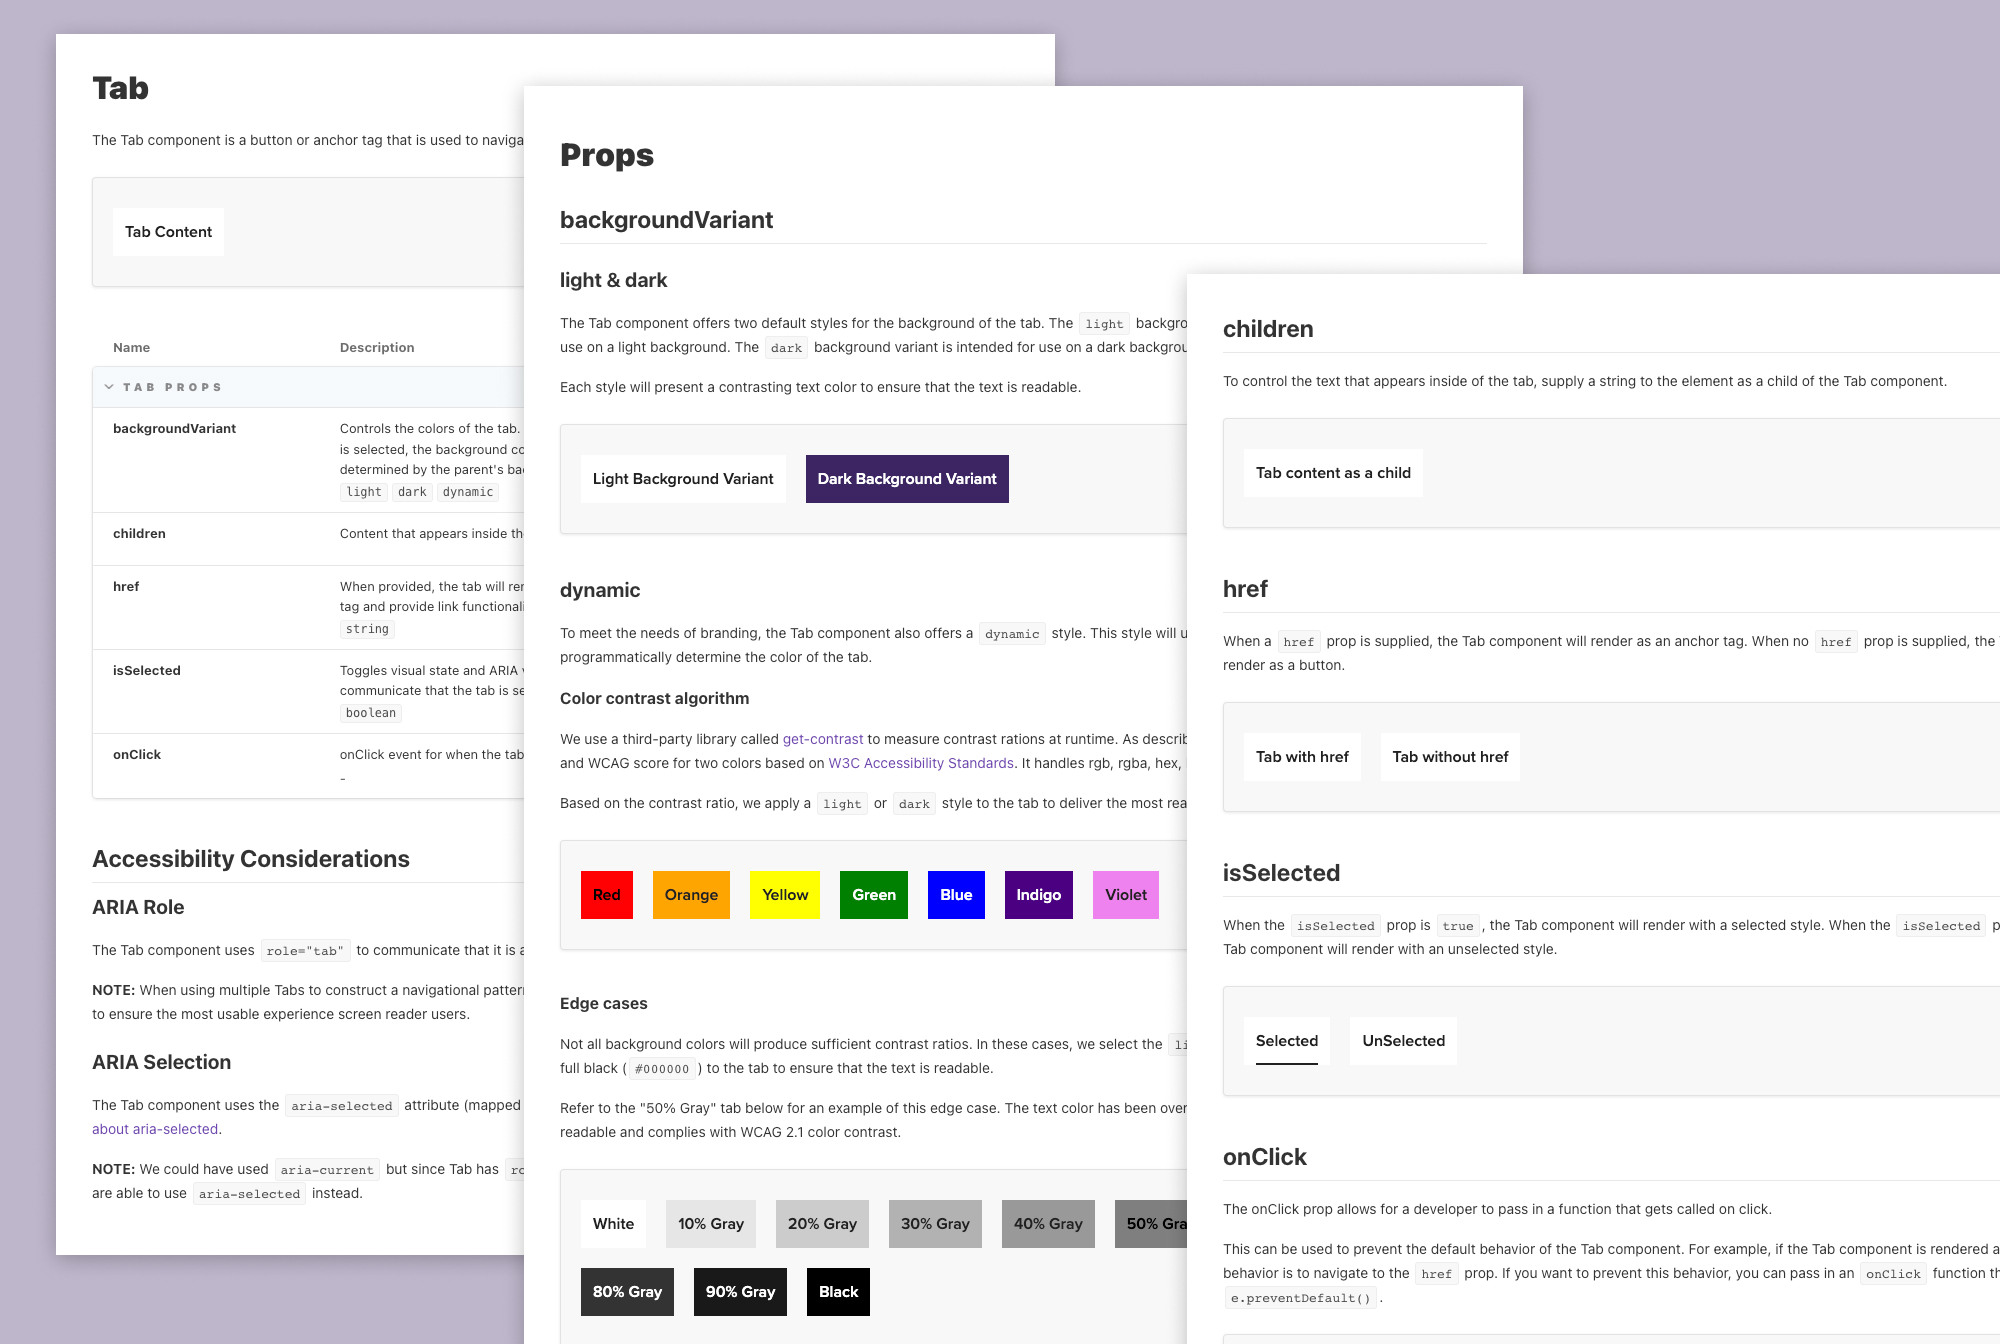 Tab
The Tab component is a button or anchor tag that is used to
Tab Content
Name Description
TAB PROPS
backgroundVariant Controls the colors of the tab.
is selected, the background
determined by the parent's
light dark dynamic
children Content that appears inside
href When provided, the tab will
tag and provide link
string
isSelected Toggles visual state and ARIA
communicate that the tab is
boolean
onClick onClick event for when the tab
-
Accessibility Considerations
ARIA Role
The Tab component uses role="tab" to communicate that it is
NOTE: When using multiple Tabs to construct a navigational
to ensure the most usable experience screen reader users.
ARIA Selection
The Tab component uses the aria-selected attribute (mapped
about aria-selected.
NOTE: We could have used aria-current but since Tab has
are able to use aria-selected instead.
Props
backgroundVariant
light & dark
The Tab component offers two default styles for the background of the tab. The light
use on a light background. The dark background variant is intended for use on a dark
Each style will present a contrasting text color to ensure that the text is readable.
Light Background Variant Dark Background Variant
dynamic
To meet the needs of branding, the Tab component also offers a dynamic style. This style will
programmatically determine the color of the tab.
Color contrast algorithm
We use a third-party library called get-contrast to measure contrast rations at runtime. As
and WCAG score for two colors based on W3C Accessibility Standards. It handles rgb, rgba, hex,
Based on the contrast ratio, we apply a light or dark style to the tab to deliver the most
Red Orange Yellow Green Blue Indigo Violet
Edge cases
Not all background colors will produce sufficient contrast ratios. In these cases, we select the
full black ( #000000 ) to the tab to ensure that the text is readable.
Refer to the "50% Gray" tab below for an example of this edge case. The text color has been
readable and complies with WCAG 2.1 color contrast.
White 10% Gray 20% Gray 30% Gray 40% Gray 50%
80% Gray 90% Gray Black
children
To control the text that appears inside of the tab, supply a string to the element as a child of the Tab component.
Tab content as a child
href
When a href prop is supplied, the Tab component will render as an anchor tag. When no href prop is supplied, the
render as a button.
Tab with href Tab without href
isSelected
When the isSelected prop is true , the Tab component will render with a selected style. When the isSelected
Tab component will render with an unselected style.
Selected UnSelected
onClick
The onClick prop allows for a developer to pass in a function that gets called on click.
This can be used to prevent the default behavior of the Tab component. For example, if the Tab component is rendered
behavior is to navigate to the href prop. If you want to prevent this behavior, you can pass in an onClick function
e.preventDefault() .